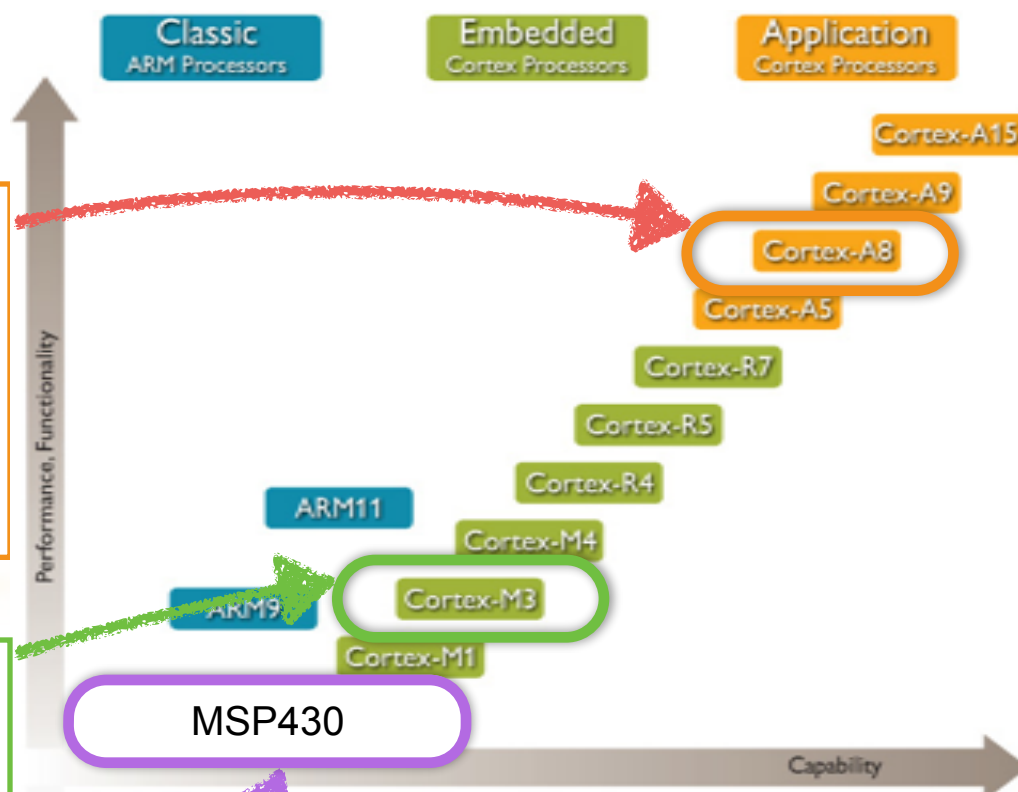 Classic
ARM Processors
Embedded
Cortex Processors
Application
Cortex Processors
Cortex-A15
Cortex-A9
Cortex-A8
Cortex-A5
Cortex-R7
Cortex-R5
Cortex-R4
ARM11
Cortex-M4
Cortex-M3
ARM9
Cortex-M1
MSP430
Performance, Functionality
Capability